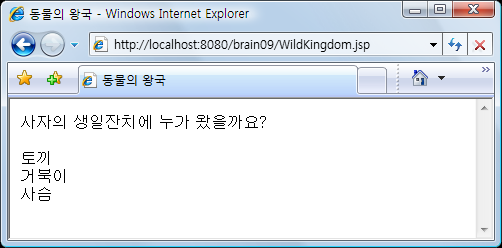 동물의 왕국 - Windows Internet Explorer
http://localhost:8080/brain09/WildKingdom.jsp
동물의 왕국
사자의 생일잔치에 누가 왔을까요?
토끼
거북이
사슴